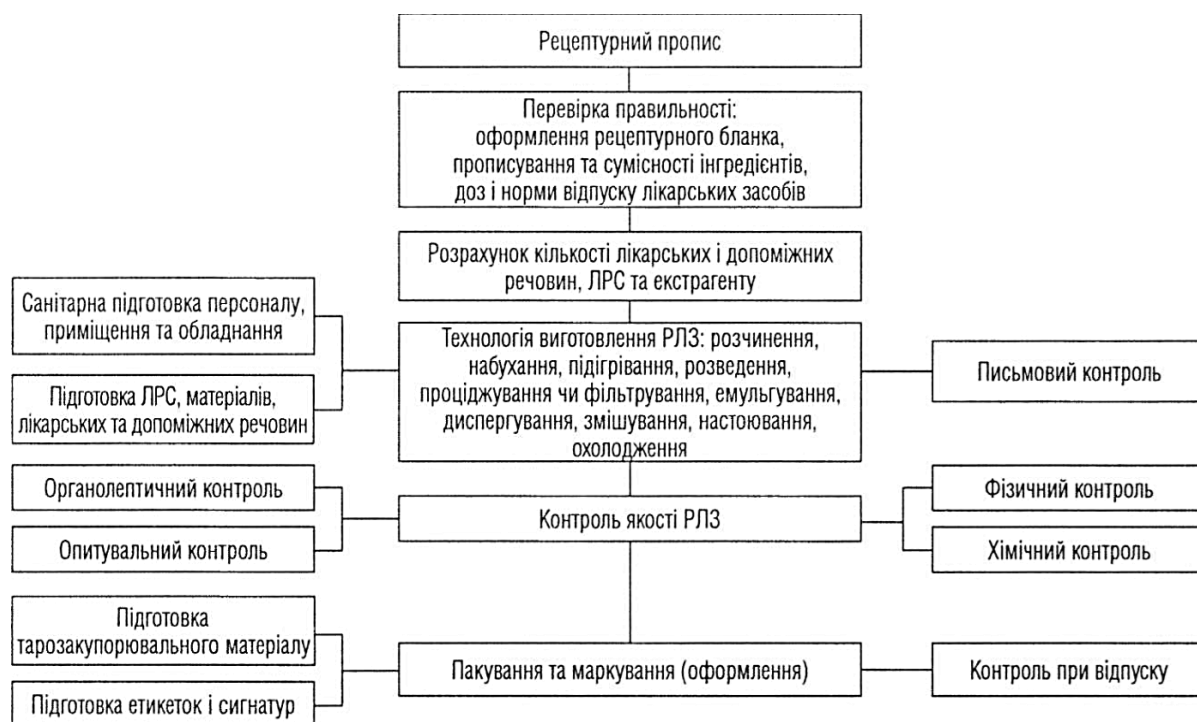 Рецептурний пропис
Перевірка правильності:
оформлення рецептурного бланка,
прописування та сумісності інгредієнтів,
доз і норми відпуску лікарських засобів
Розрахунок кількості лікарських і допоміжних
речовин, ЛРС та екстрагенту
Санітарна підготовка персоналу,
приміщення та обладнання
Підготовка ЛРС, матеріалів,
лікарських та допоміжних речовин
Технологія виготовлення РЛЗ: розчинення,
набухання, підігрівання, розведення,
проціджування чи фільтрування, емульгування,
диспергування, змішування, настоювання,
охолодження
Письмовий контроль
Органолептичний контроль
Опитувальний контроль
Контроль якості РЛЗ
Фізичний контроль
Хімічний контроль
Підготовка
тарозакупорювального матеріалу
Підготовка етикеток і сигнатур
Пакування та маркування (оформлення)
Контроль при відпуску